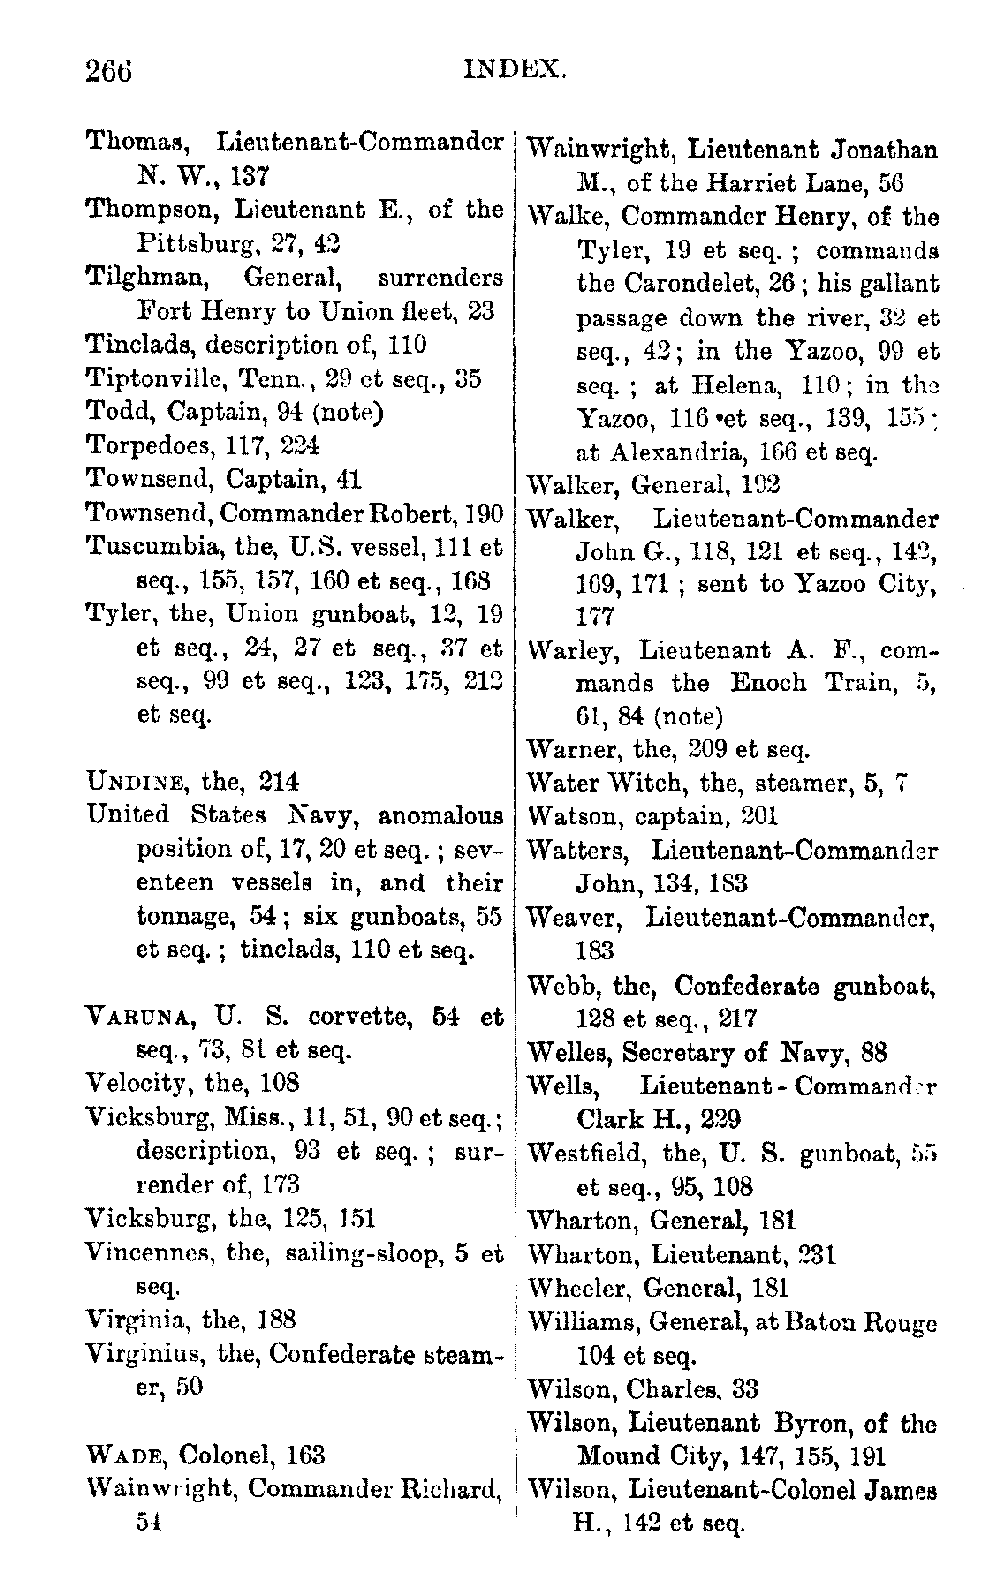 266
INDEX.
Thomas, Lieutenant-Commander
N. W., 137
Thompson, Lieutenant E., of the
Pittsburg, 27, 42
Tilghman, General, surrenders
Fort Henry to Union fleet, 23
Tinclads, description of, 110
Tiptonville, Tenn., 29 et seq., 35
Todd, Captain, 94 (note)
Torpedoes, 117, 224
Townsend, Captain, 41
Townsend, Commander Robert, 190
Tuscumbia, the, U.S. vessel, 111 et
seq., 155, 157, 160 et seq., 168
Tyler, the, Union gunboat, 12, 19
et seq., 24, 27 et seq., 37 et
seq., 99 et seq., 123, 175, 212
et seq.
UNDINE, the, 214
United States Navy, anomalous
position of, 17, 20 et seq. ; sev-
enteen vessels in, and their
tonnage, 54 ; six gunboats, 55
et seq. ; tinclads, 110 et seq.
VARUNA, U. S. corvette, 54 et
seq., 73, 81 et seq.
Velocity, the, 108
Vicksburg, Miss., 11, 51, 90 et seq. ;
description, 93 et seq. ; sur-
render of, 173
Vicksburg, the, 125, 151
Vincennes, the, sailing-sloop, 5 et
seq.
Virginia, the, 188
Virginius, the, Confederate steam-
er, 50
WADE, Colonel, 163
Wainwright, Commander Richard,
54
Wainwright, Lieutenant Jonathan
M., of the Harriet Lane, 56
Walke, Commander Henry, of the
Tyler, 19 et seq. ; commands
the Carondelet, 26 ; his gallant
passage down the river, 32 et
seq., 42 ; in the Yazoo, 99 et
seq. ; at Helena, 110 ; in the
Yazoo, 116 et seq., 139, 155 ;
at Alexandria, 166 et seq.
Walker, General, 192
Walker, Lieutenant-Commander
John G., 118, 121 et seq., 142,
169, 171 ; sent to Yazoo City,
177
Warley, Lieutenant A. F., com-
mands the Enoch Train, 5,
61, 84 (note)
Warner, the, 209 et seq.
Water Witch, the, steamer, 5, 7
Watson, captain, 201
Watters, Lieutenant-Commander
John, 134, 183
Weaver, Lieutenant-Commander,
183
Webb, the, Confederate gunboat,
128 et seq., 217
Welles, Secretary of Navy, 88
Wells, Lieutenant-Commander
Clark H., 229
Westfield, the, U. S. gunboat, 55
et seq., 95, 108
Wharton, General, 181
Wharton, Lieutenant, 231
Wheeler, General, 181
Williams, General, at Baton Rouge
104 et seq.
Wilson, Charles, 33
Wilson, Lieutenant Byron, of the
Mound City, 147, 155, 191
Wilson, Lieutenant-Colonel James
H., 142 et seq.